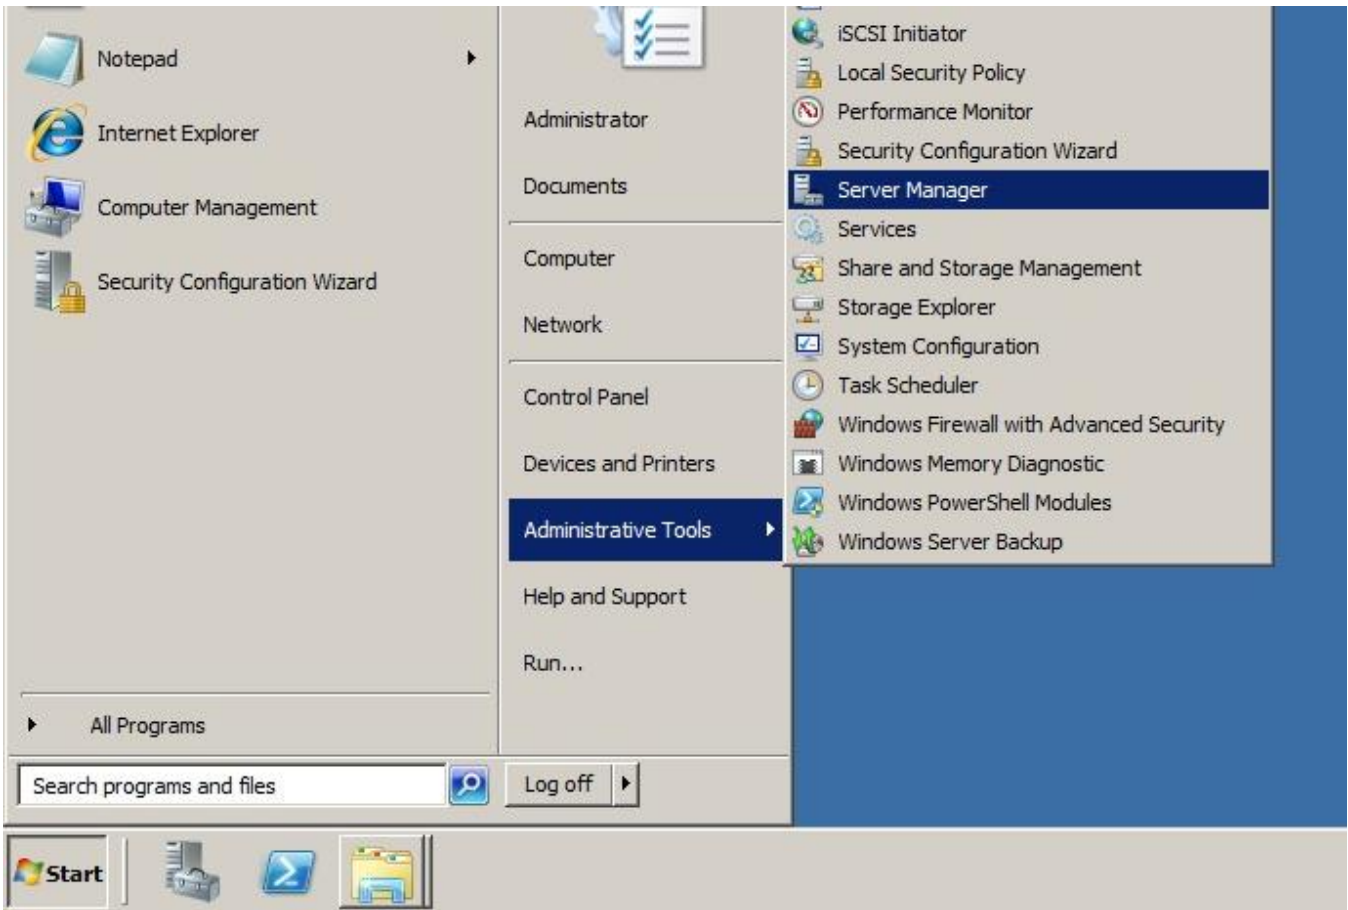 Notepad
Internet Explorer
Computer Management
Security Configuration Wizard
All Programs
Search programs and files
Administrator
Documents
Computer
Network
Control Panel
Devices and Printers
Administrative Tools
Help and Support
Run...
Log off
iSCSI Initiator
Local Security Policy
Performance Monitor
Security Configuration Wizard
Server Manager
Services
Share and Storage Management
Storage Explorer
System Configuration
Task Scheduler
Windows Firewall with Advanced Security
Windows Memory Diagnostic
Windows PowerShell Modules
Windows Server Backup
Start